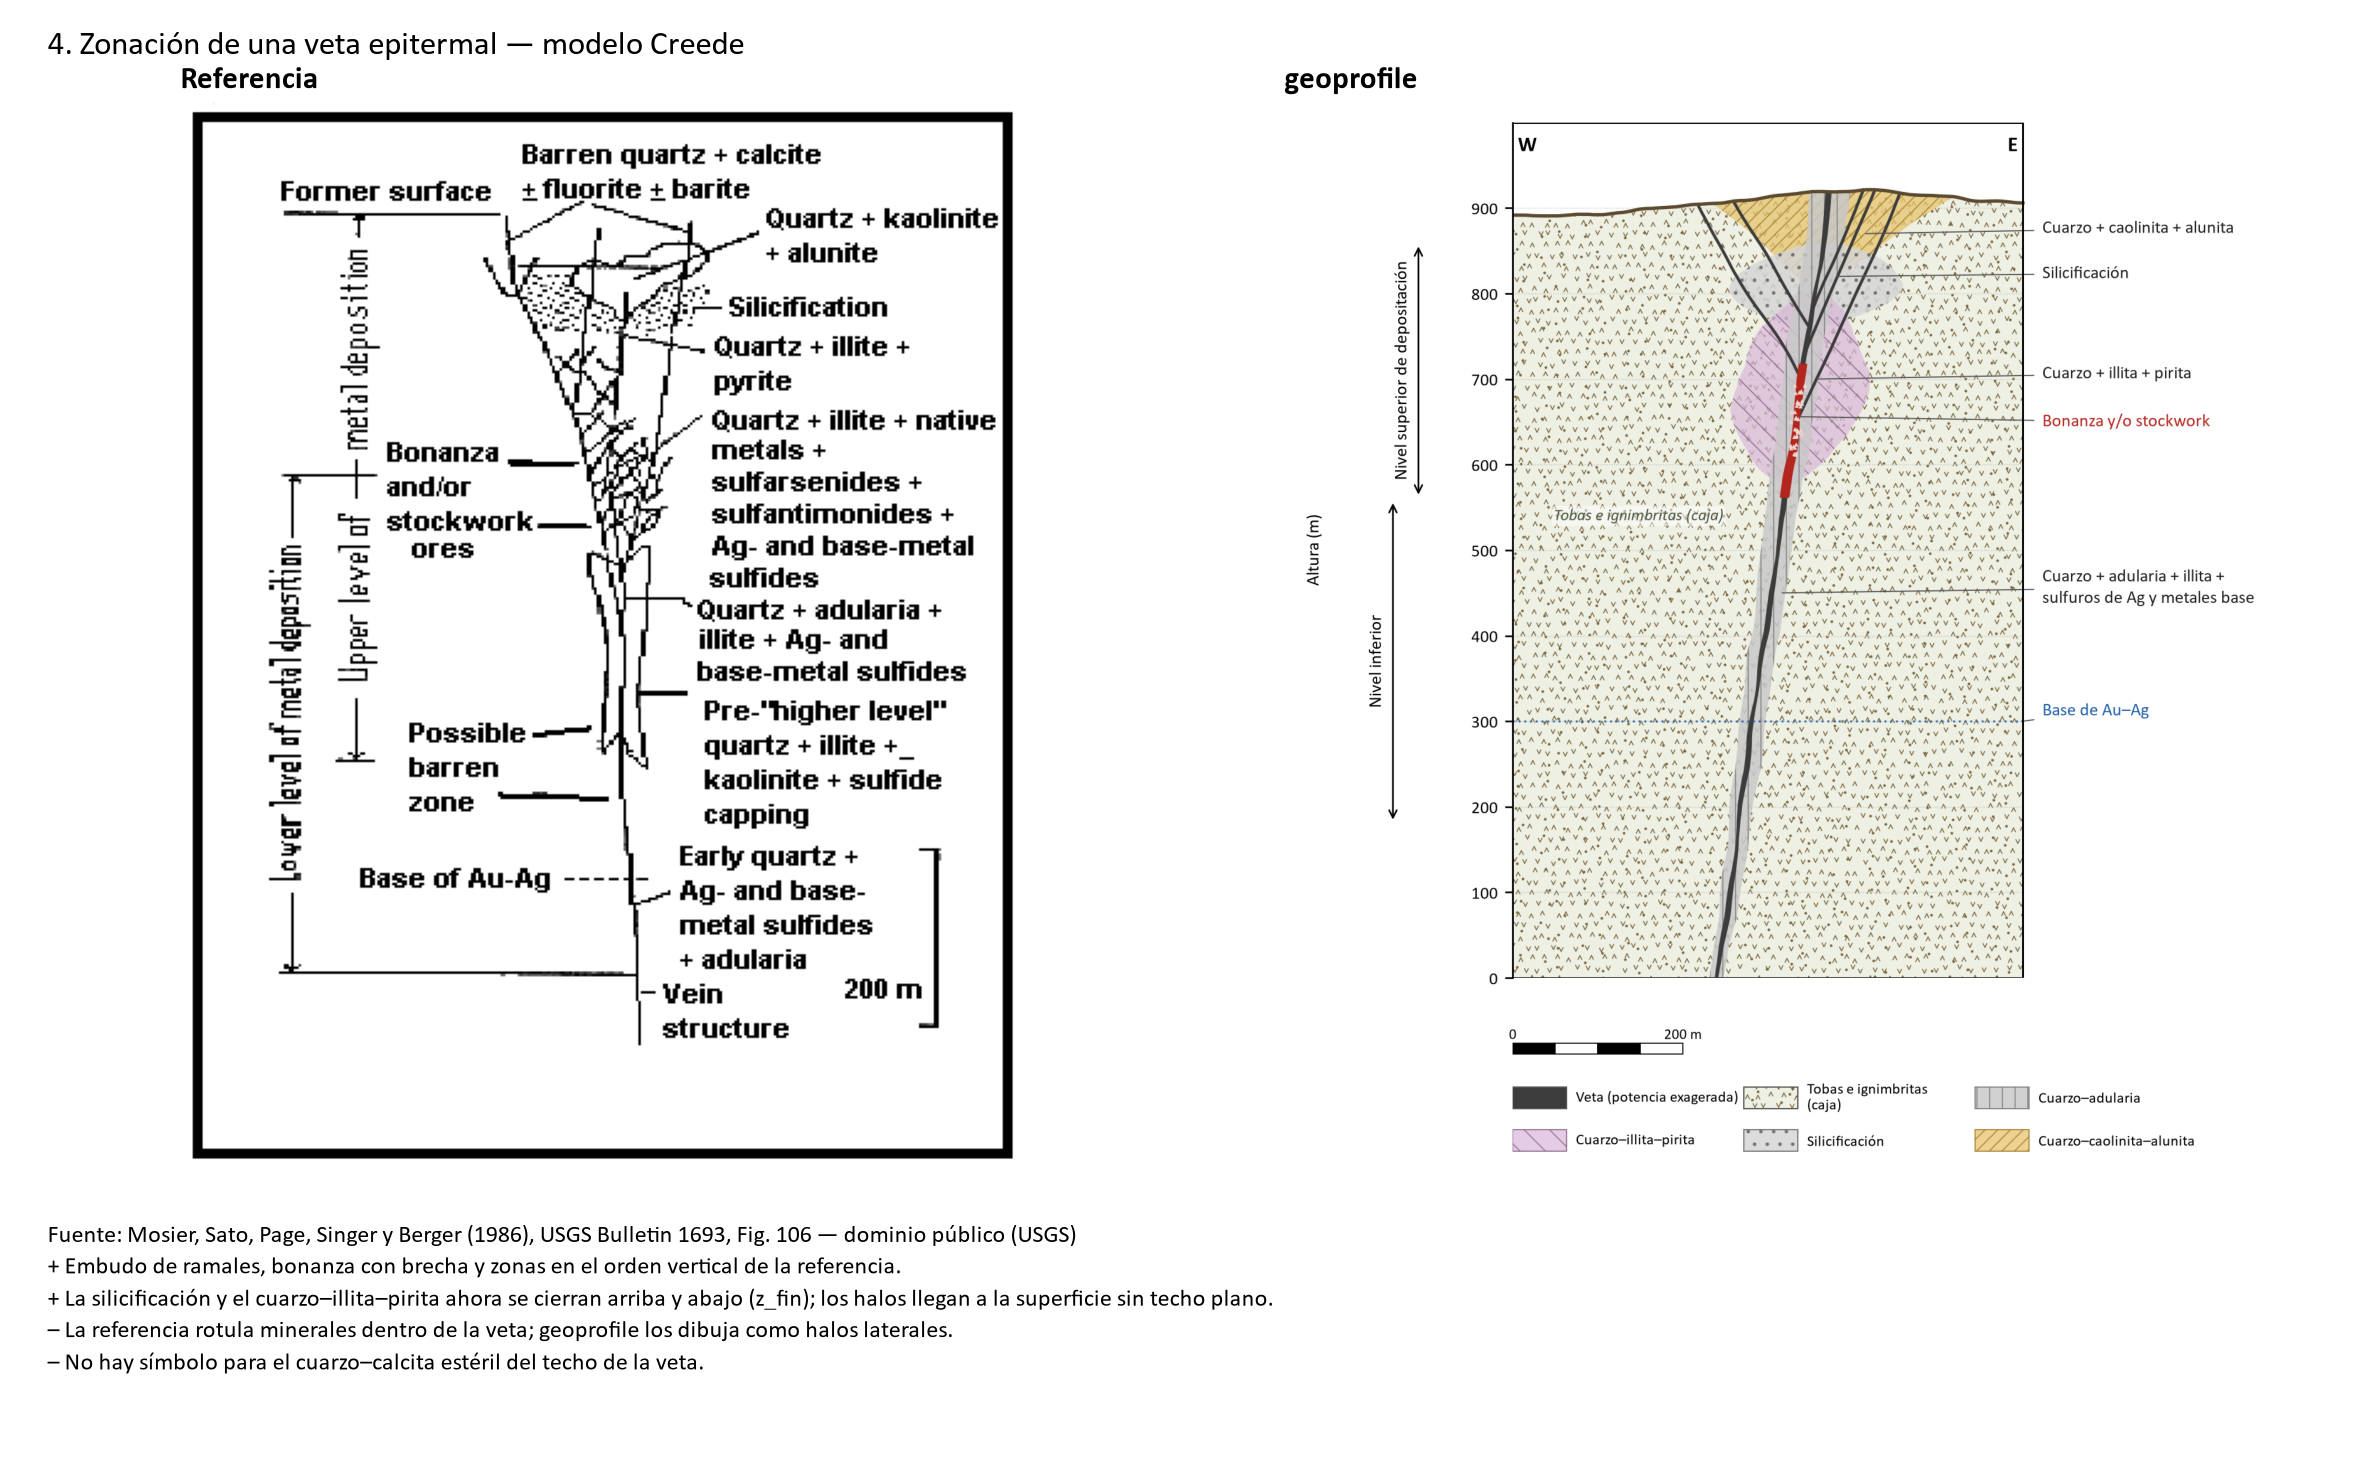 4. Zonación de una veta epitermal — modelo Creede
Referencia
geoprofile
Barren quartz + calcite
± fluorite ± barite
Former surface
Quartz + kaolinite
+ alunite
Silicification
Quartz + illite +
pyrite
Quartz + illite + native
metals +
sulfarsenides +
sulfantimonides +
Ag- and base-metal
sulfides
Bonanza
and/or
stockwork
ores
Upper level of metal deposition
Lower level of metal deposition
Quartz + adularia +
illite + Ag- and
base-metal sulfides
Pre-"higher level"
quartz + illite +_
kaolinite + sulfide
capping
Possible
barren
zone
Base of Au-Ag
Early quartz +
Ag- and base-
metal sulfides
+ adularia
Vein
structure
200 m
W
E
900
800
700
600
500
400
300
200
100
0
Altura (m)
Nivel superior de depositación
Nivel inferior
Tobas e ignimbritas (caja)
Cuarzo + caolinita + alunita
Silicificación
Cuarzo + illita + pirita
Bonanza y/o stockwork
Cuarzo + adularia + illita +
sulfuros de Ag y metales base
Base de Au–Ag
0
200 m
Veta (potencia exagerada)
Tobas e ignimbritas
(caja)
Cuarzo–adularia
Cuarzo–illita–pirita
Silicificación
Cuarzo–caolinita–alunita
Fuente: Mosier, Sato, Page, Singer y Berger (1986), USGS Bulletin 1693, Fig. 106 — dominio público (USGS)
+ Embudo de ramales, bonanza con brecha y zonas en el orden vertical de la referencia.
+ La silicificación y el cuarzo–illita–pirita ahora se cierran arriba y abajo (z_fin); los halos llegan a la superficie sin techo plano.
– La referencia rotula minerales dentro de la veta; geoprofile los dibuja como halos laterales.
– No hay símbolo para el cuarzo–calcita estéril del techo de la veta.